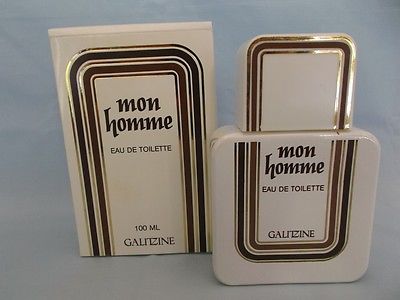 mon
homme
EAU DE TOILETTE
100 ML
GALITZINE
mon
homme
EAU DE TOILETTE
GALITZINE